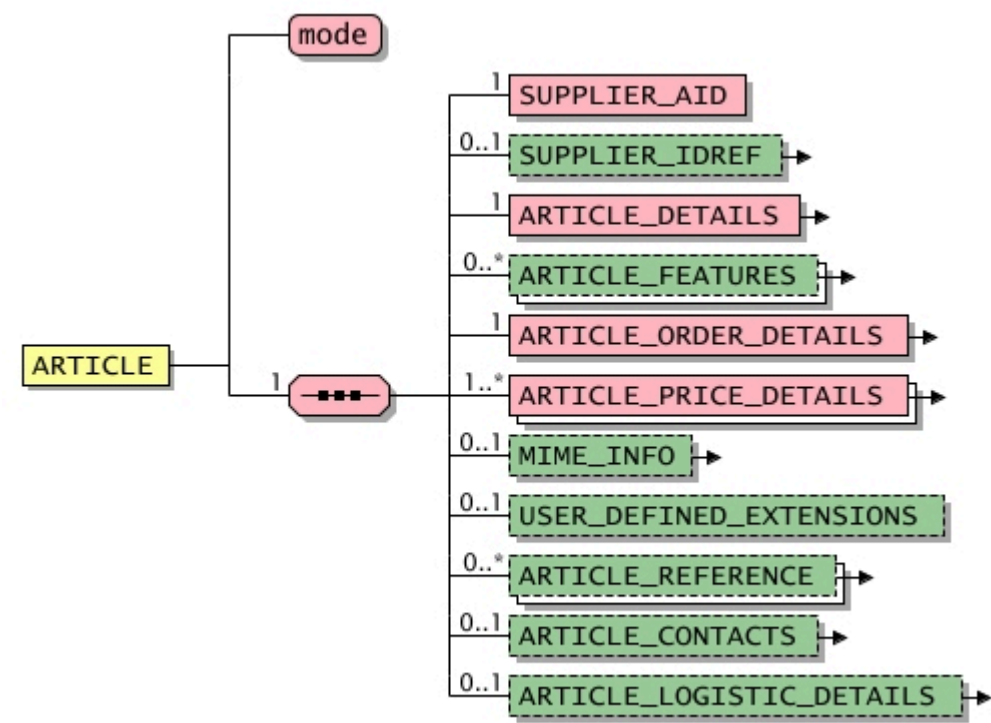 mode
1 SUPPLIER_AID
0..1 SUPPLIER_IDREF
1 ARTICLE_DETAILS
0..* ARTICLE_FEATURES
1 ARTICLE_ORDER_DETAILS
ARTICLE
1
1..* ARTICLE_PRICE_DETAILS
0..1 MIME_INFO
0..1 USER_DEFINED_EXTENSIONS
0..* ARTICLE_REFERENCE
0..1 ARTICLE_CONTACTS
0..1 ARTICLE_LOGISTIC_DETAILS